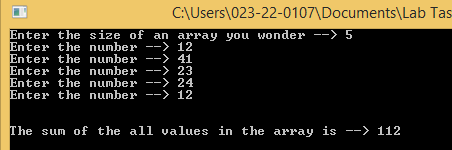 C:\Users\023-22-0107\Documents\Lab Tas
Enter the size of an array you wonder --> 5
Enter the number --> 12
Enter the number --> 41
Enter the number --> 23
Enter the number --> 24
Enter the number --> 12
The sum of the all values in the array is --> 112